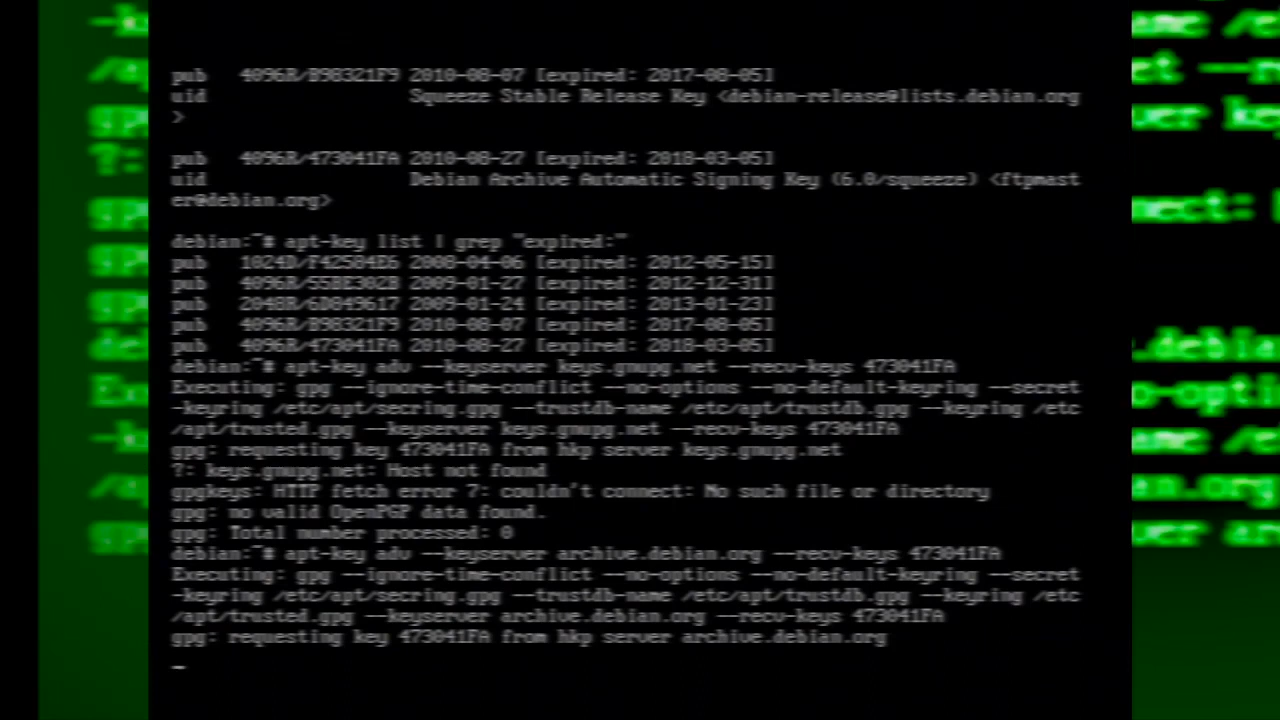 pub   4096R/B98321F9 2010-08-07 [expired: 2017-08-05]
uid                  Squeeze Stable Release Key <debian-release@lists.debian.org
>
pub   4096R/473041FA 2010-08-27 [expired: 2018-03-05]
uid                  Debian Archive Automatic Signing Key (6.0/squeeze) <ftpmast
er@debian.org>
debian:~# apt-key list | grep "expired:"
pub   1024D/F42584E6 2008-04-06 [expired: 2012-05-15]
pub   4096R/55BE302B 2009-01-27 [expired: 2012-12-31]
pub   2048R/6D849617 2009-01-24 [expired: 2013-01-23]
pub   4096R/B98321F9 2010-08-07 [expired: 2017-08-05]
pub   4096R/473041FA 2010-08-27 [expired: 2018-03-05]
debian:~# apt-key adv --keyserver keys.gnupg.net --recv-keys 473041FA
Executing: gpg --ignore-time-conflict --no-options --no-default-keyring --secret
-keyring /etc/apt/secring.gpg --trustdb-name /etc/apt/trustdb.gpg --keyring /etc
/apt/trusted.gpg --keyserver keys.gnupg.net --recv-keys 473041FA
gpg: requesting key 473041FA from hkp server keys.gnupg.net
?: keys.gnupg.net: Host not found
gpgkeys: HTTP fetch error 7: couldn't connect: No such file or directory
gpg: no valid OpenPGP data found.
gpg: Total number processed: 0
debian:~# apt-key adv --keyserver archive.debian.org --recv-keys 473041FA
Executing: gpg --ignore-time-conflict --no-options --no-default-keyring --secret
-keyring /etc/apt/secring.gpg --trustdb-name /etc/apt/trustdb.gpg --keyring /etc
/apt/trusted.gpg --keyserver archive.debian.org --recv-keys 473041FA
gpg: requesting key 473041FA from hkp server archive.debian.org
_